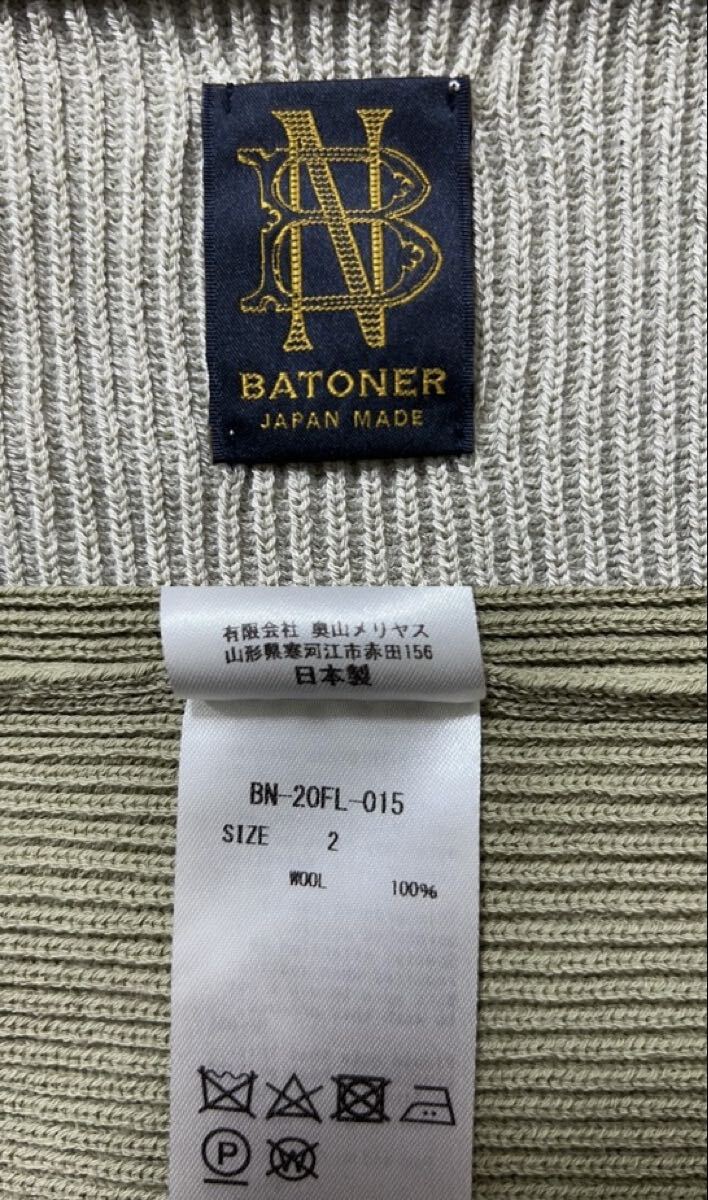 BN
BATONER
JAPAN MADE
有限会社 奥山メリヤス
山形県寒河江市赤田156
日本製
BN-20FL-015
SIZE 2
WOOL 100%
P
W